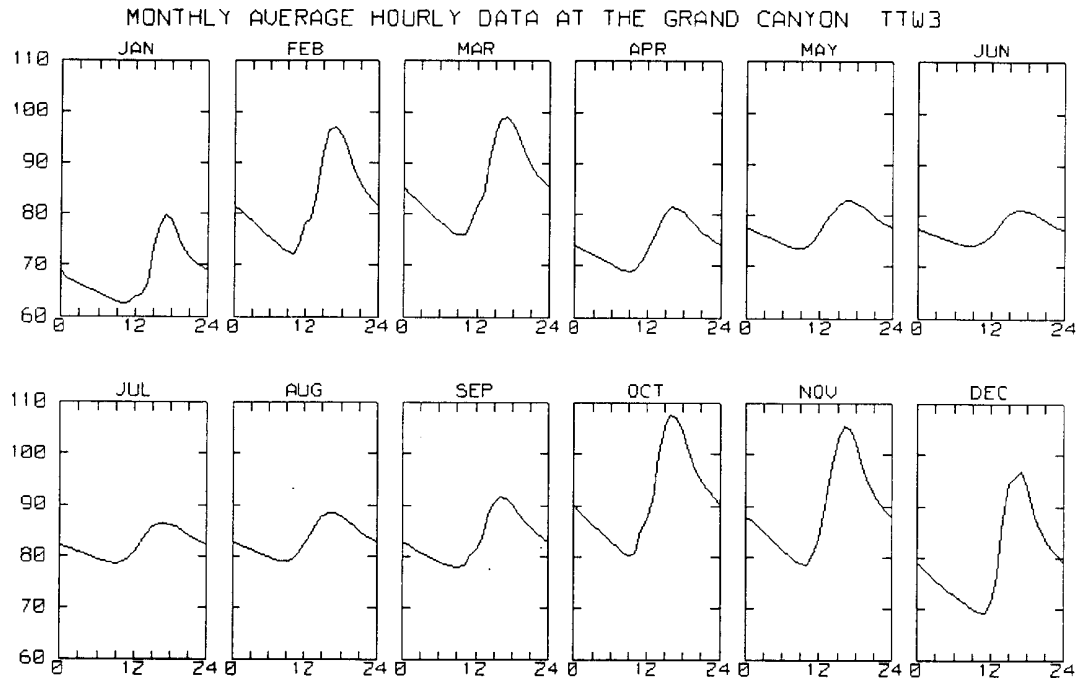 MONTHLY AVERAGE HOURLY DATA AT THE GRAND CANYON TTW3
JAN FEB MAR APR MAY JUN
110
100
90
80
70
60
0 12 24 0 12 24 0 12 24 0 12 24 0 12 24 0 12 24
JUL AUG SEP OCT NOV DEC
110
100
90
80
70
60
0 12 24 0 12 24 0 12 24 0 12 24 0 12 24 0 12 24